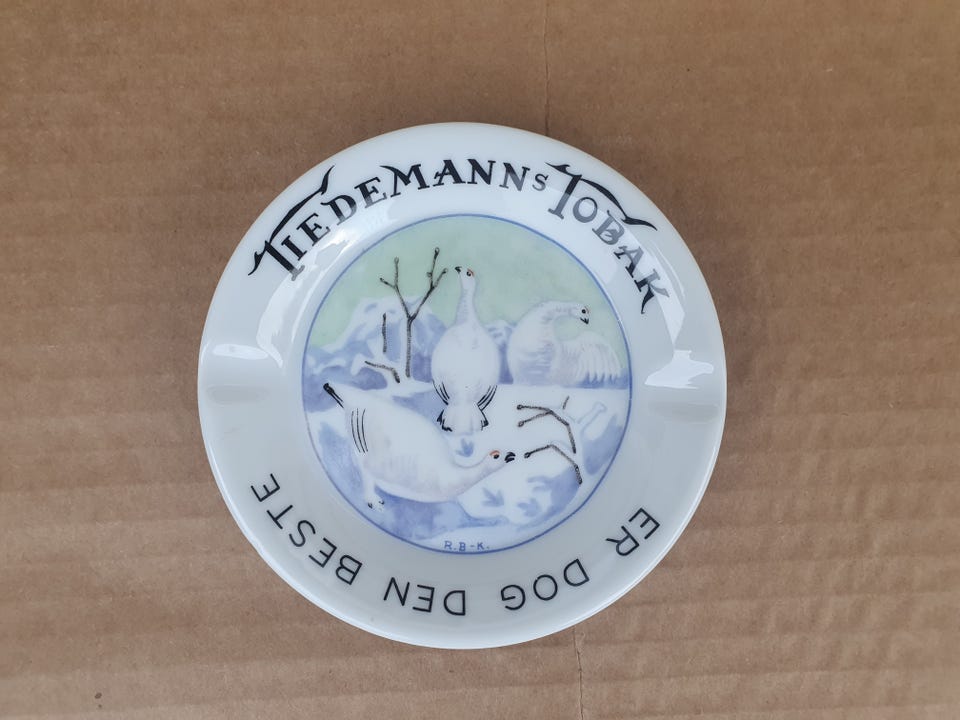 TIEDEMANNS TOBAK
ER DOG DEN BESTE
R.B-K.